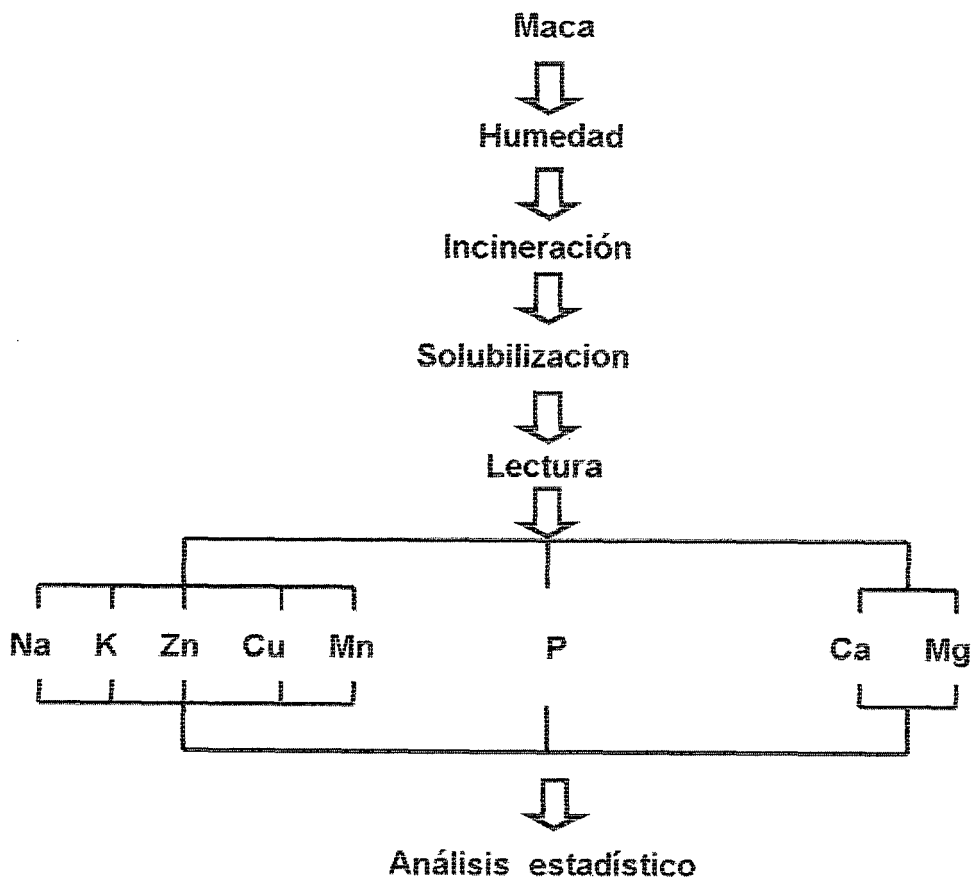 Maca
Humedad
Incineración
Solubilizacion
Lectura
Na K Zn Cu Mn P Ca Mg
Análisis estadístico